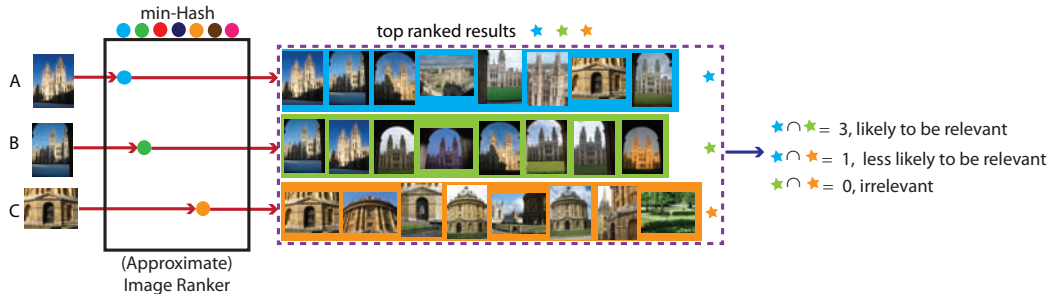 min-Hash
top ranked results
A
B
C
∩ = 3, likely to be relevant
∩ = 1, less likely to be relevant
∩ = 0, irrelevant
(Approximate)
Image Ranker